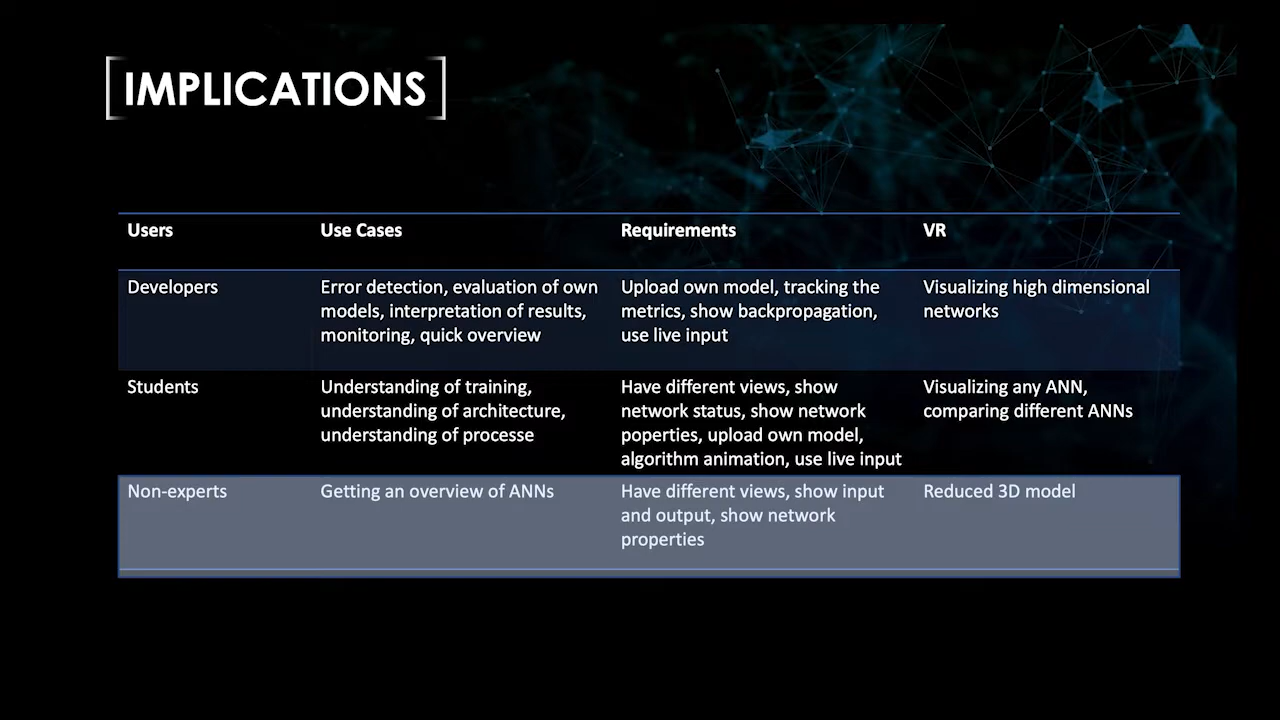 IMPLICATIONS
Users Use Cases Requirements VR
Developers
Error detection, evaluation of own
models, interpretation of results,
monitoring, quick overview
Upload own model, tracking the
metrics, show backpropagation,
use live input
Visualizing high dimensional
networks
Students
Understanding of training,
understanding of architecture,
understanding of processe
Have different views, show
network status, show network
poperties, upload own model,
algorithm animation, use live input
Visualizing any ANN,
comparing different ANNs
Non-experts
Getting an overview of ANNs
Have different views, show input
and output, show network
properties
Reduced 3D model